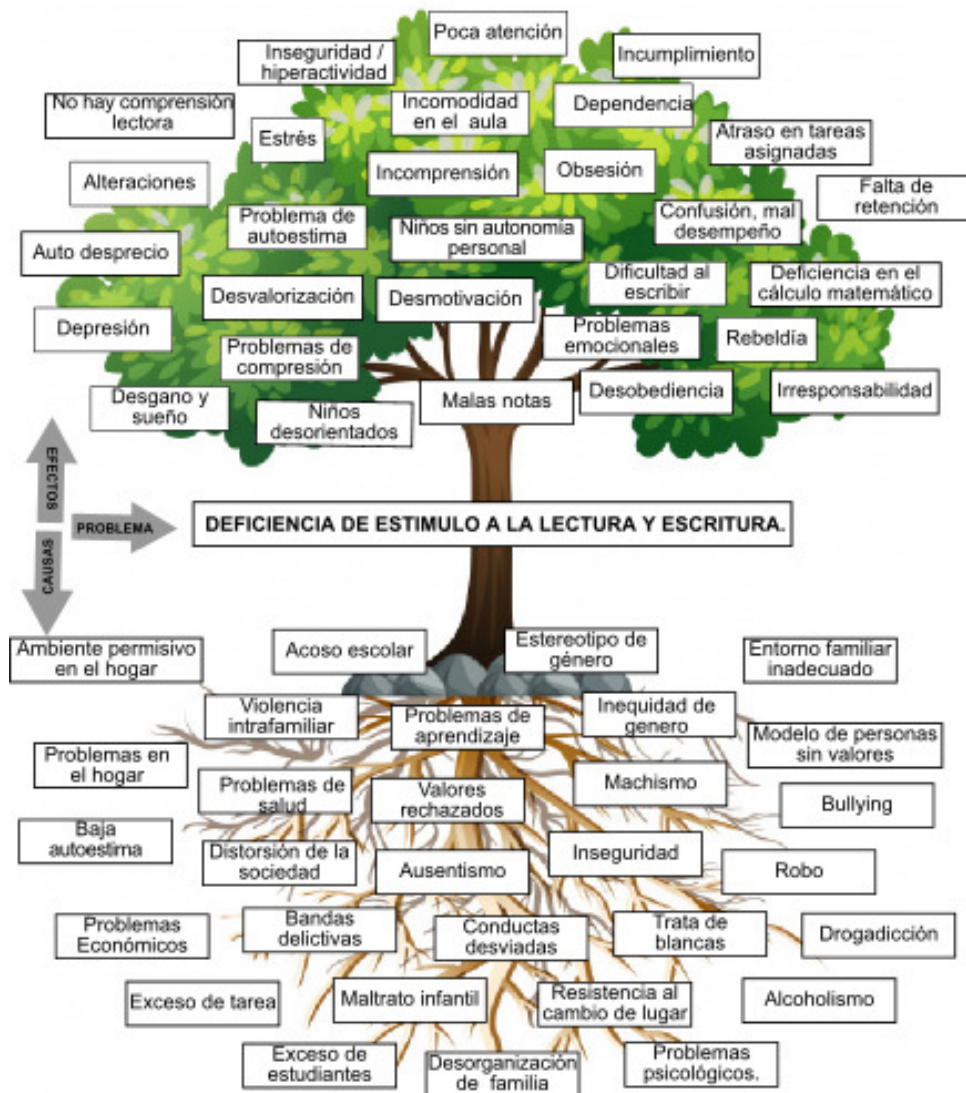 Poca atención
Inseguridad /
hiperactividad
Incumplimiento
No hay comprensión
lectora
Incomodidad
en el aula
Dependencia
Estrés
Atraso en tareas
asignadas
Alteraciones
Incomprensión
Obsesión
Falta de
retención
Auto desprecio
Problema de
autoestima
Niños sin autonomía
personal
Confusión, mal
desempeño
Desvalorización
Desmotivación
Dificultad al
escribir
Deficiencia en el
cálculo matemático
Depresión
Problemas de
compresión
Problemas
emocionales
Rebeldía
Desgano y
sueño
Niños
desorientados
Malas notas
Desobediencia
Irresponsabilidad
EFECTOS
PROBLEMA
CAUSAS
DEFICIENCIA DE ESTIMULO A LA LECTURA Y ESCRITURA.
Ambiente permisivo
en el hogar
Acoso escolar
Estereotipo de
género
Entorno familiar
inadecuado
Violencia
intrafamiliar
Problemas de
aprendizaje
Inequidad de
genero
Modelo de personas
sin valores
Problemas en
el hogar
Problemas de
salud
Valores
rechazados
Machismo
Bullying
Baja
autoestima
Distorsión de la
sociedad
Ausentismo
Inseguridad
Robo
Problemas
Económicos
Bandas
delictivas
Conductas
desviadas
Trata de
blancas
Drogadicción
Exceso de tarea
Maltrato infantil
Resistencia al
cambio de lugar
Alcoholismo
Exceso de
estudiantes
Desorganización
de familia
Problemas
psicológicos.